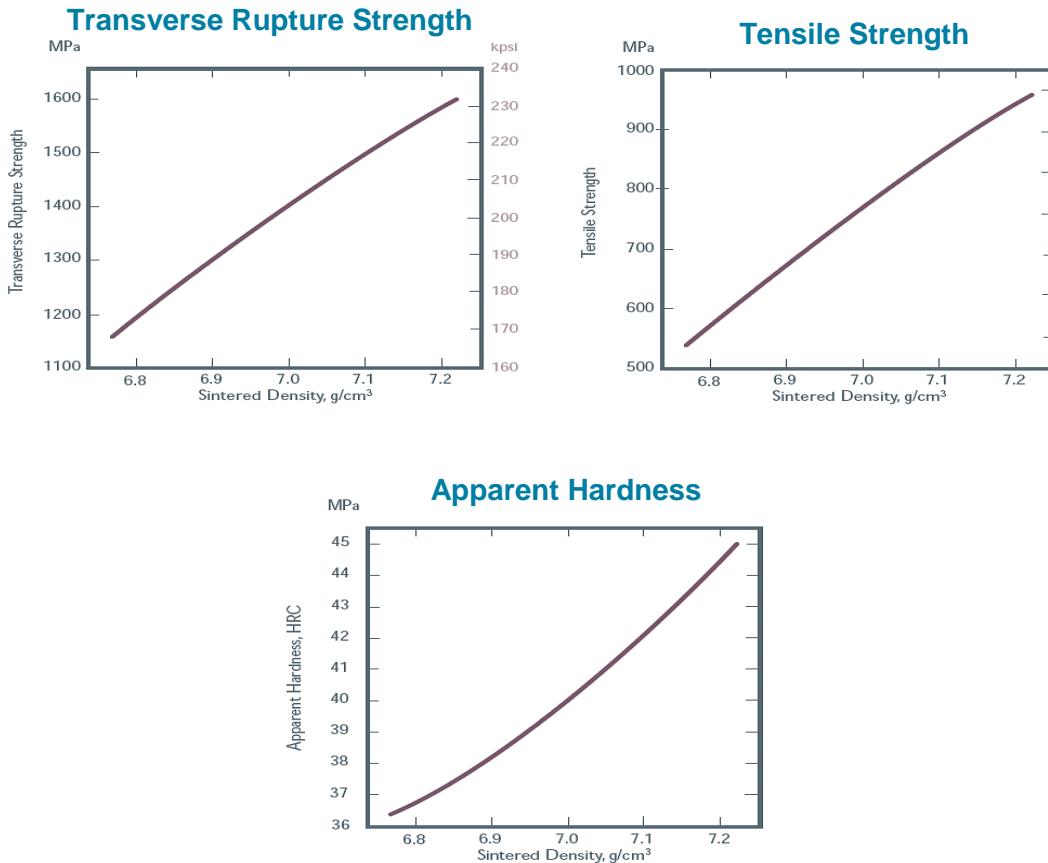 Transverse Rupture Strength
MPa
kpsi
240
1600
230
1500
220
210
1400
200
1300
190
180
1200
170
1100
160
Transverse Rupture Strength
6.8 6.9 7.0 7.1 7.2
Sintered Density, g/cm³
Tensile Strength
MPa
1000
900
800
700
600
500
Tensile Strength
6.8 6.9 7.0 7.1 7.2
Sintered Density, g/cm³
Apparent Hardness
MPa
45
44
43
42
41
40
39
38
37
36
Apparent Hardness, HRC
6.8 6.9 7.0 7.1 7.2
Sintered Density, g/cm³